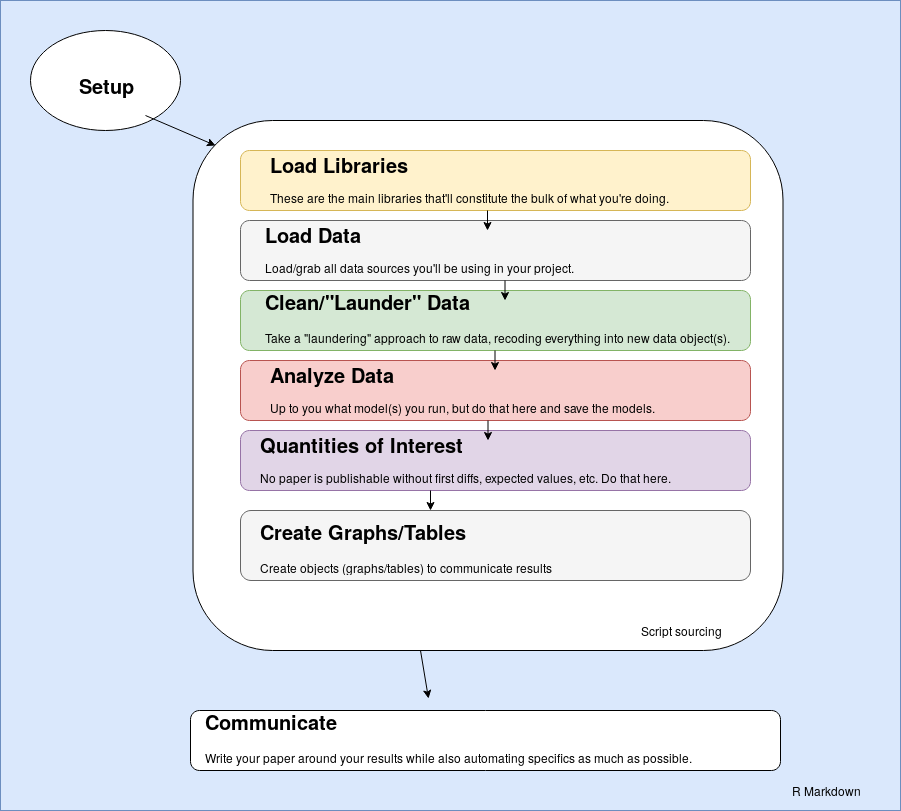 Setup
Load Libraries
These are the main libraries that'll constitute the bulk of what you're doing.
Load Data
Load/grab all data sources you'll be using in your project.
Clean/"Launder" Data
Take a "laundering" approach to raw data, recoding everything into new data object(s).
Analyze Data
Up to you what model(s) you run, but do that here and save the models.
Quantities of Interest
No paper is publishable without first diffs, expected values, etc. Do that here.
Create Graphs/Tables
Create objects (graphs/tables) to communicate results
Script sourcing
Communicate
Write your paper around your results while also automating specifics as much as possible.
R Markdown